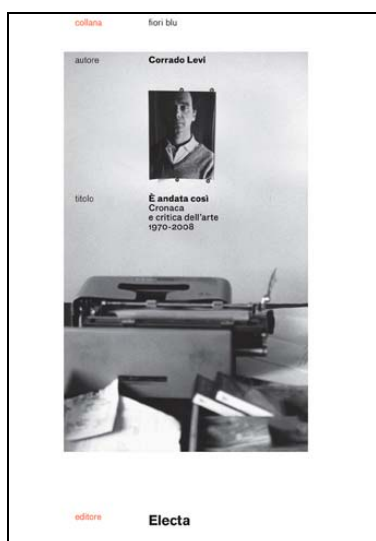 collana fiori blu
autore Corrado Levi
titolo È andata così
Cronaca
e critica dell'arte
1970-2008
editore Electa